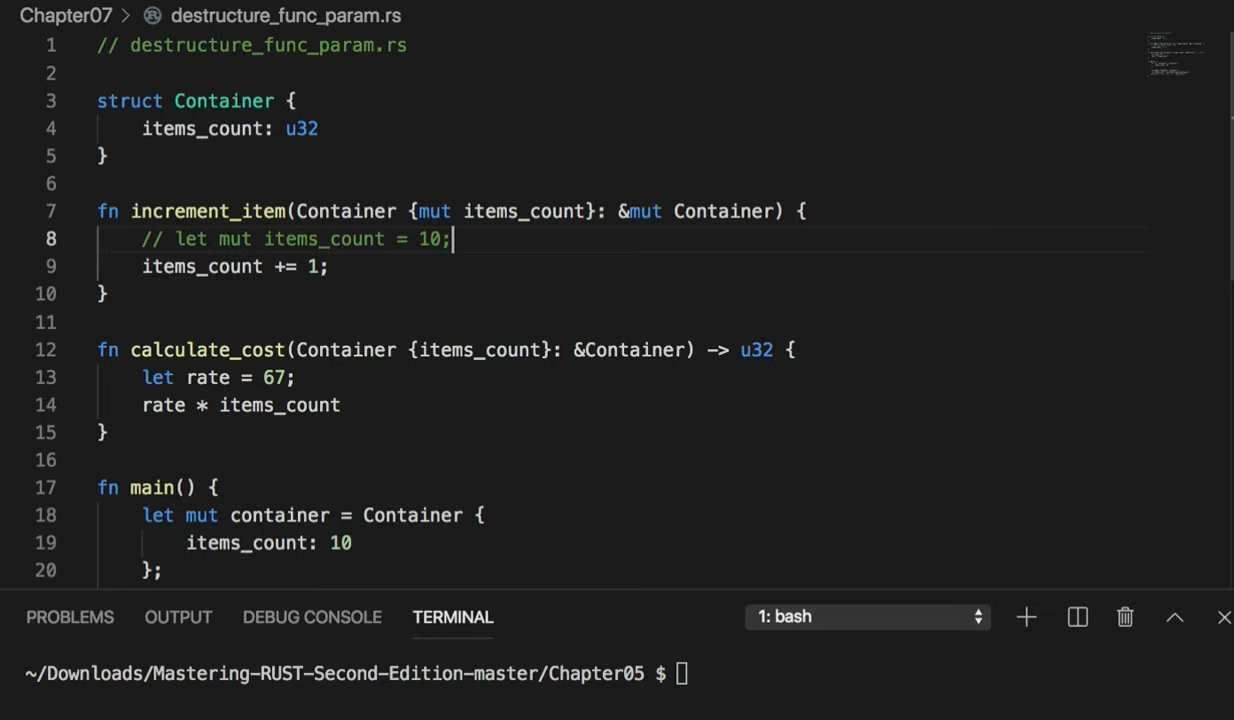 Chapter07 > destructure_func_param.rs
1 // destructure_func_param.rs
2
3 struct Container {
4 items_count: u32
5 }
6
7 fn increment_item(Container {mut items_count}: &mut Container) {
8 // let mut items_count = 10;
9 items_count += 1;
10 }
11
12 fn calculate_cost(Container {items_count}: &Container) -> u32 {
13 let rate = 67;
14 rate * items_count
15 }
16
17 fn main() {
18 let mut container = Container {
19 items_count: 10
20 };
PROBLEMS OUTPUT DEBUG CONSOLE TERMINAL 1: bash
~/Downloads/Mastering-RUST-Second-Edition-master/Chapter05 $